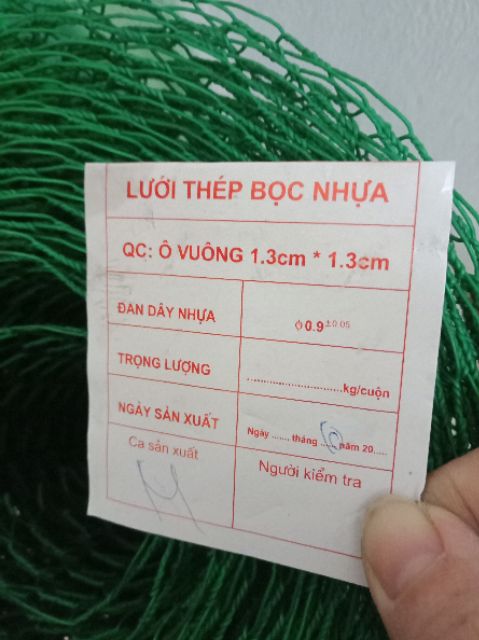 LƯỚI THÉP BỌC NHỰA
QC: Ô VUÔNG 1.3cm * 1.3cm
ĐAN DÂY NHỰA
ϕ 0.9 ±0.05
TRỌNG LƯỢNG
..............................kg/cuộn
NGÀY SẢN XUẤT
Ngày ....... tháng ....... năm 20.....
Ca sản xuất
Người kiểm tra